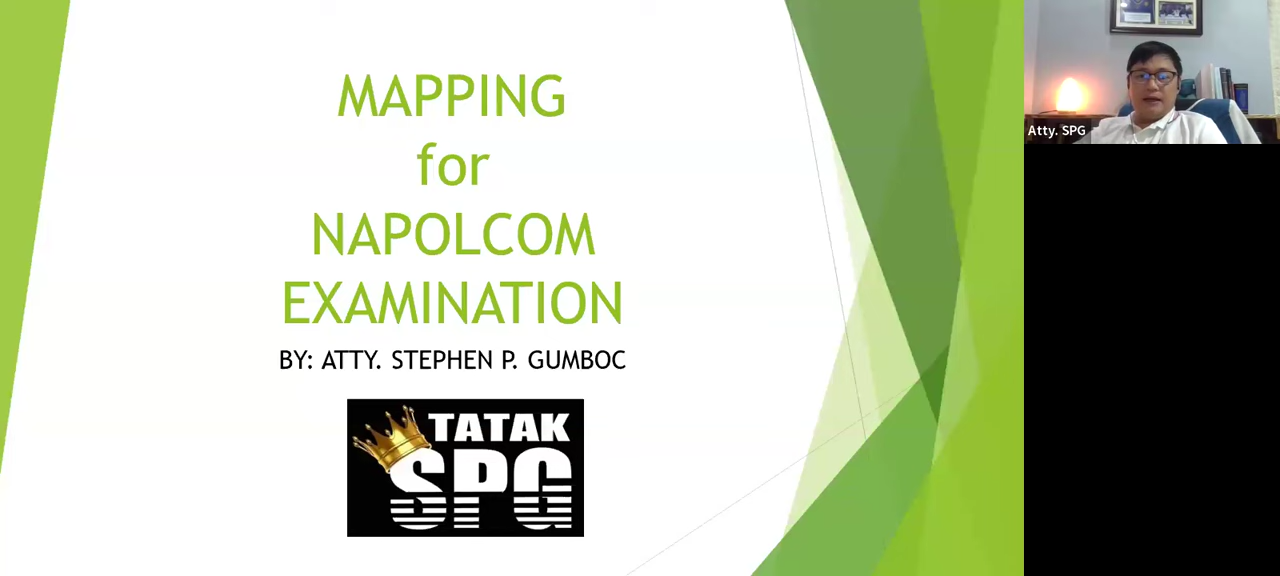 MAPPING
for
NAPOLCOM
EXAMINATION
BY: ATTY. STEPHEN P. GUMBOC
TATAK
SPG
Atty. SPG